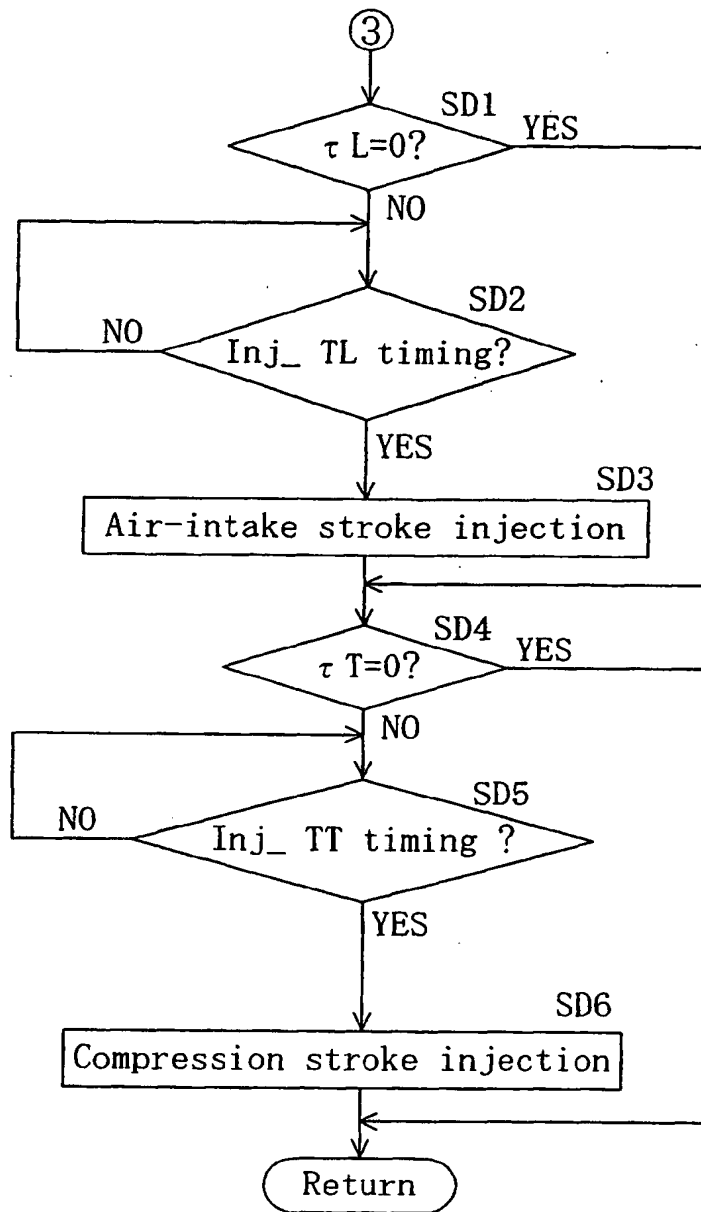 ③
SD1
τ L=0?
YES
NO
SD2
NO
Inj_ TL timing?
YES
SD3
Air-intake stroke injection
SD4
τ T=0?
YES
NO
SD5
NO
Inj_ TT timing ?
YES
SD6
Compression stroke injection
Return